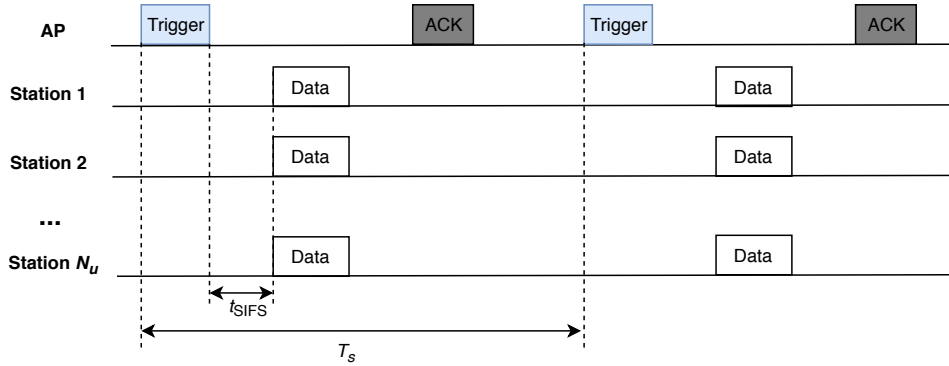 AP Trigger ACK Trigger ACK
Station 1 Data Data
Station 2 Data Data
...
Station N_u Data Data
t_SIFS
T_s